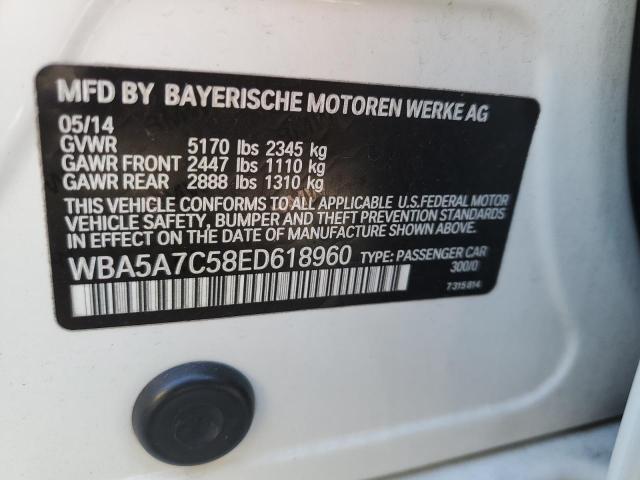 MFD BY BAYERISCHE MOTOREN WERKE AG
05/14
GVWR 5170 lbs 2345 kg
GAWR FRONT 2447 lbs 1110 kg
GAWR REAR 2888 lbs 1310 kg
THIS VEHICLE CONFORMS TO ALL APPLICABLE U.S.FEDERAL MOTOR
VEHICLE SAFETY, BUMPER AND THEFT PREVENTION STANDARDS
IN EFFECT ON THE DATE OF MANUFACTURE SHOWN ABOVE.
WBA5A7C58ED618960 TYPE: PASSENGER CAR
300/0
7315814